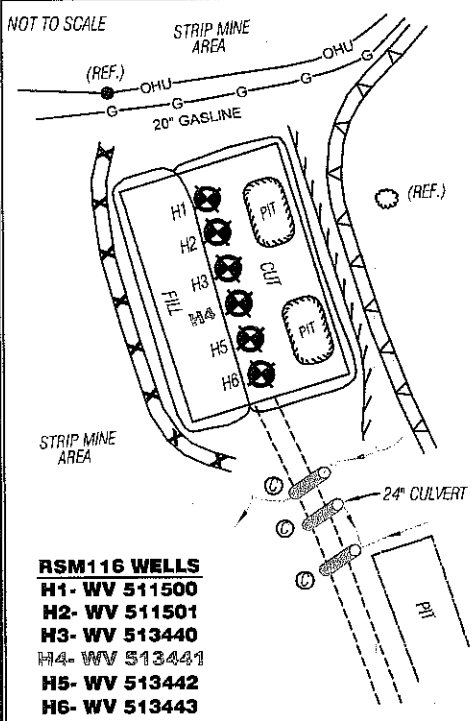 NOT TO SCALE
STRIP MINE
AREA
(REF.)
OHU
OHU
G
G
G
G
G
G
20" GASLINE
(REF.)
H1
PIT
H2
H3
CUT
FILL
H4
PIT
H5
H6
STRIP MINE
AREA
C
24" CULVERT
C
C
PIT
RSM116 WELLS
H1- WV 511500
H2- WV 511501
H3- WV 513440
H4- WV 513441
H5- WV 513442
H6- WV 513443